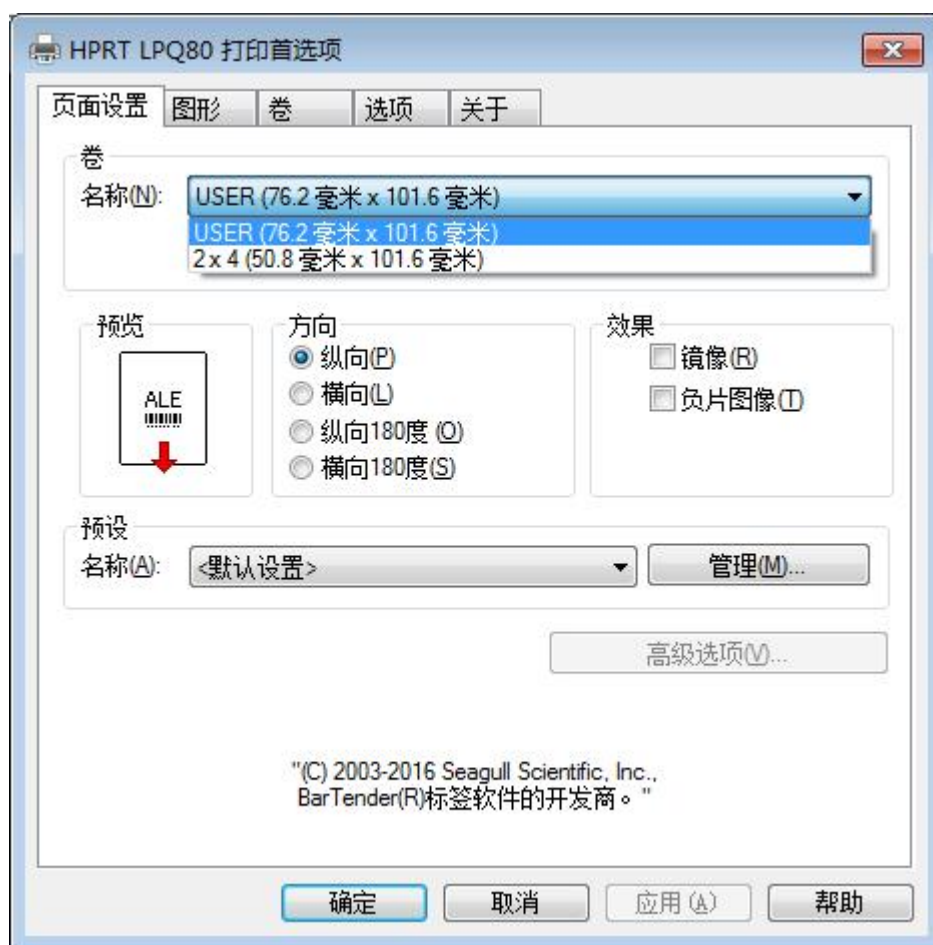 HPRT LPQ80 打印首选项
页面设置 图形 卷 选项 关于
卷
名称(N): USER (76.2 毫米 x 101.6 毫米)
USER (76.2 毫米 x 101.6 毫米)
2 x 4 (50.8 毫米 x 101.6 毫米)
预览 方向 效果
纵向(P) 镜像(R)
ALE 横向(L) 负片图像(T)
纵向180度 (O)
横向180度(S)
预设
名称(A): <默认设置> 管理(M)...
高级选项(V)...
"(C) 2003-2016 Seagull Scientific, Inc.,
BarTender(R)标签软件的开发商。"
确定 取消 应用(A) 帮助